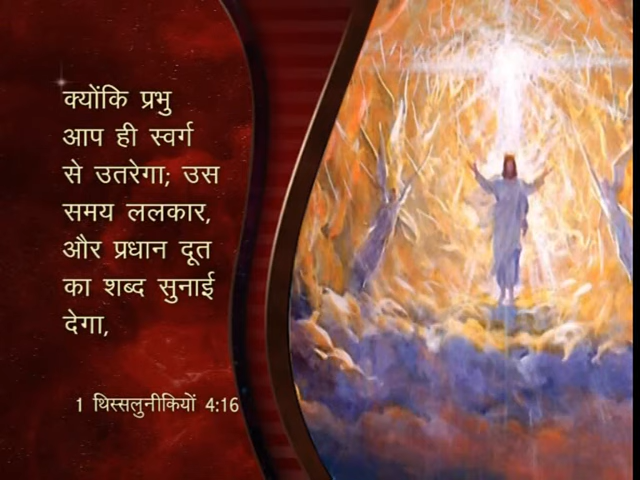 क्योंकि प्रभु
आप ही स्वर्ग
से उतरेगा; उस
समय ललकार,
और प्रधान दूत
का शब्द सुनाई
देगा,
1 थिस्सलुनीकियों 4:16